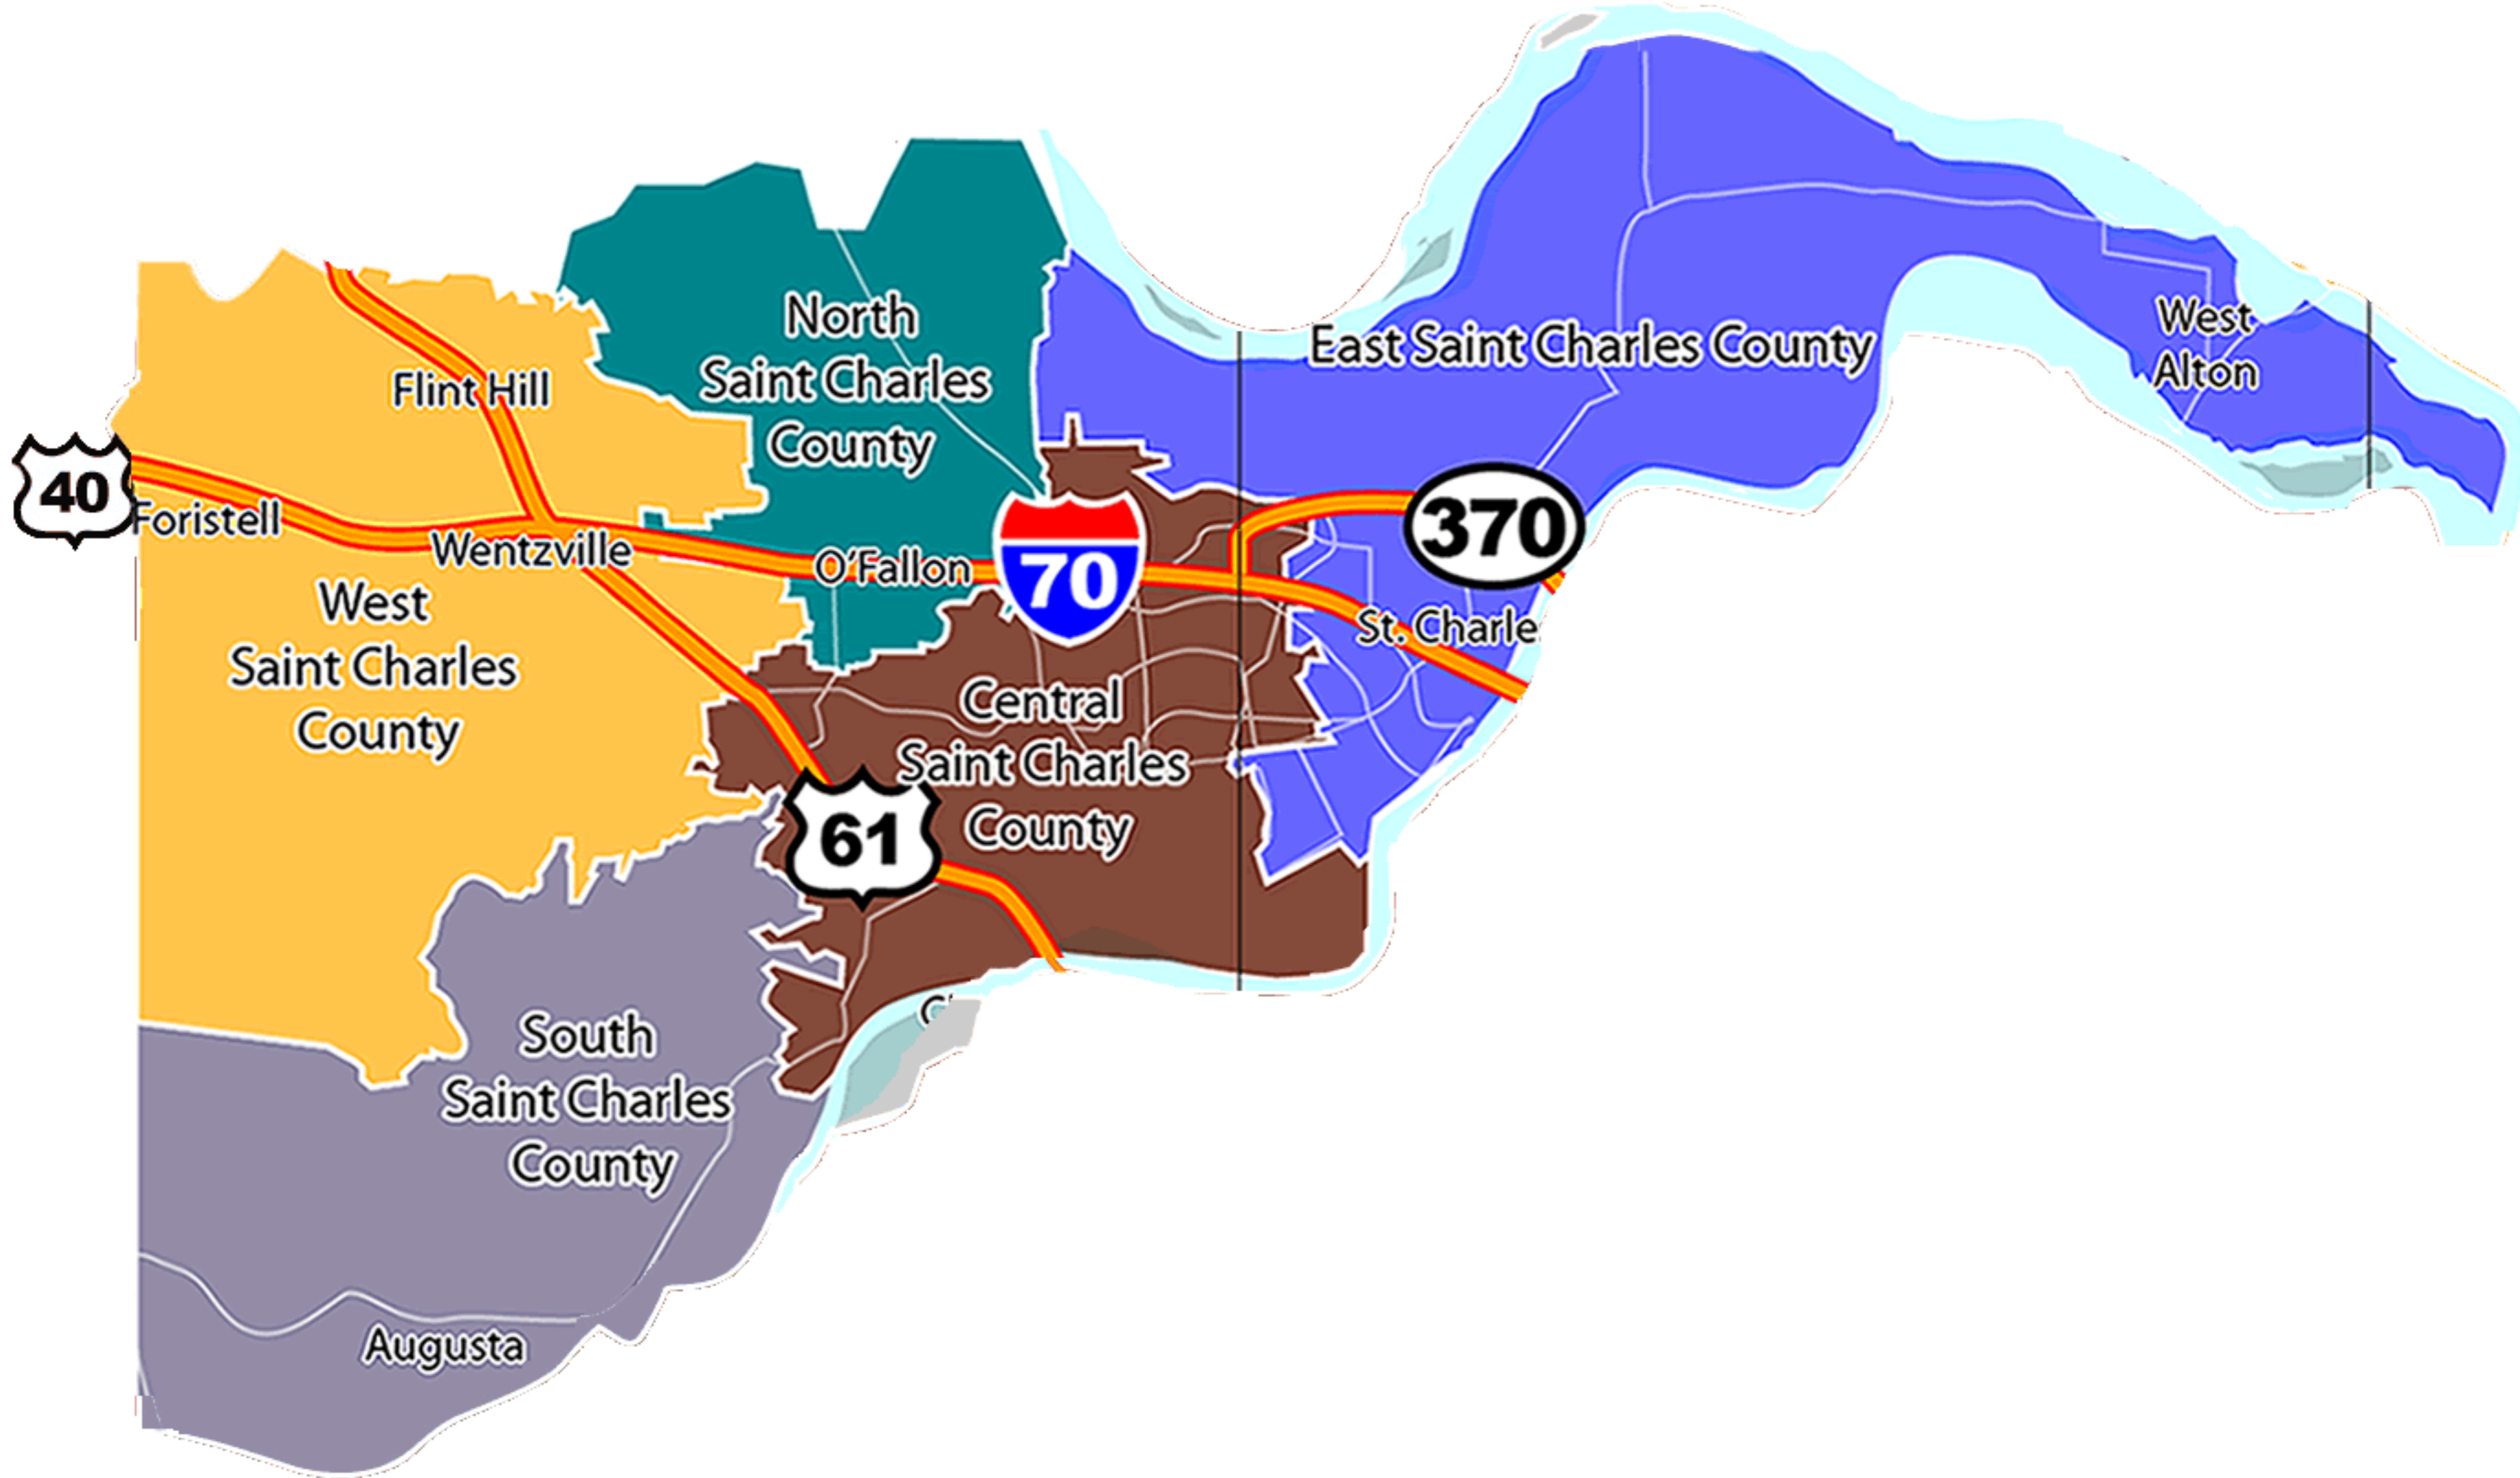 North
Saint Charles
County
East Saint Charles County
West
Alton
Flint Hill
40
Foristell
Wentzville
O'Fallon
70
370
West
Saint Charles
County
St. Charle
Central
Saint Charles
County
61
South
Saint Charles
County
Augusta